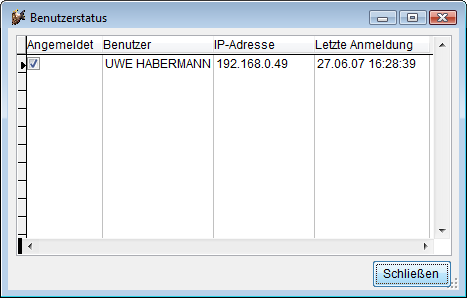 Benutzerstatus
Angemeldet Benutzer IP-Adresse Letzte Anmeldung
UWE HABERMANN 192.168.0.49 27.06.07 16:28:39
Schließen